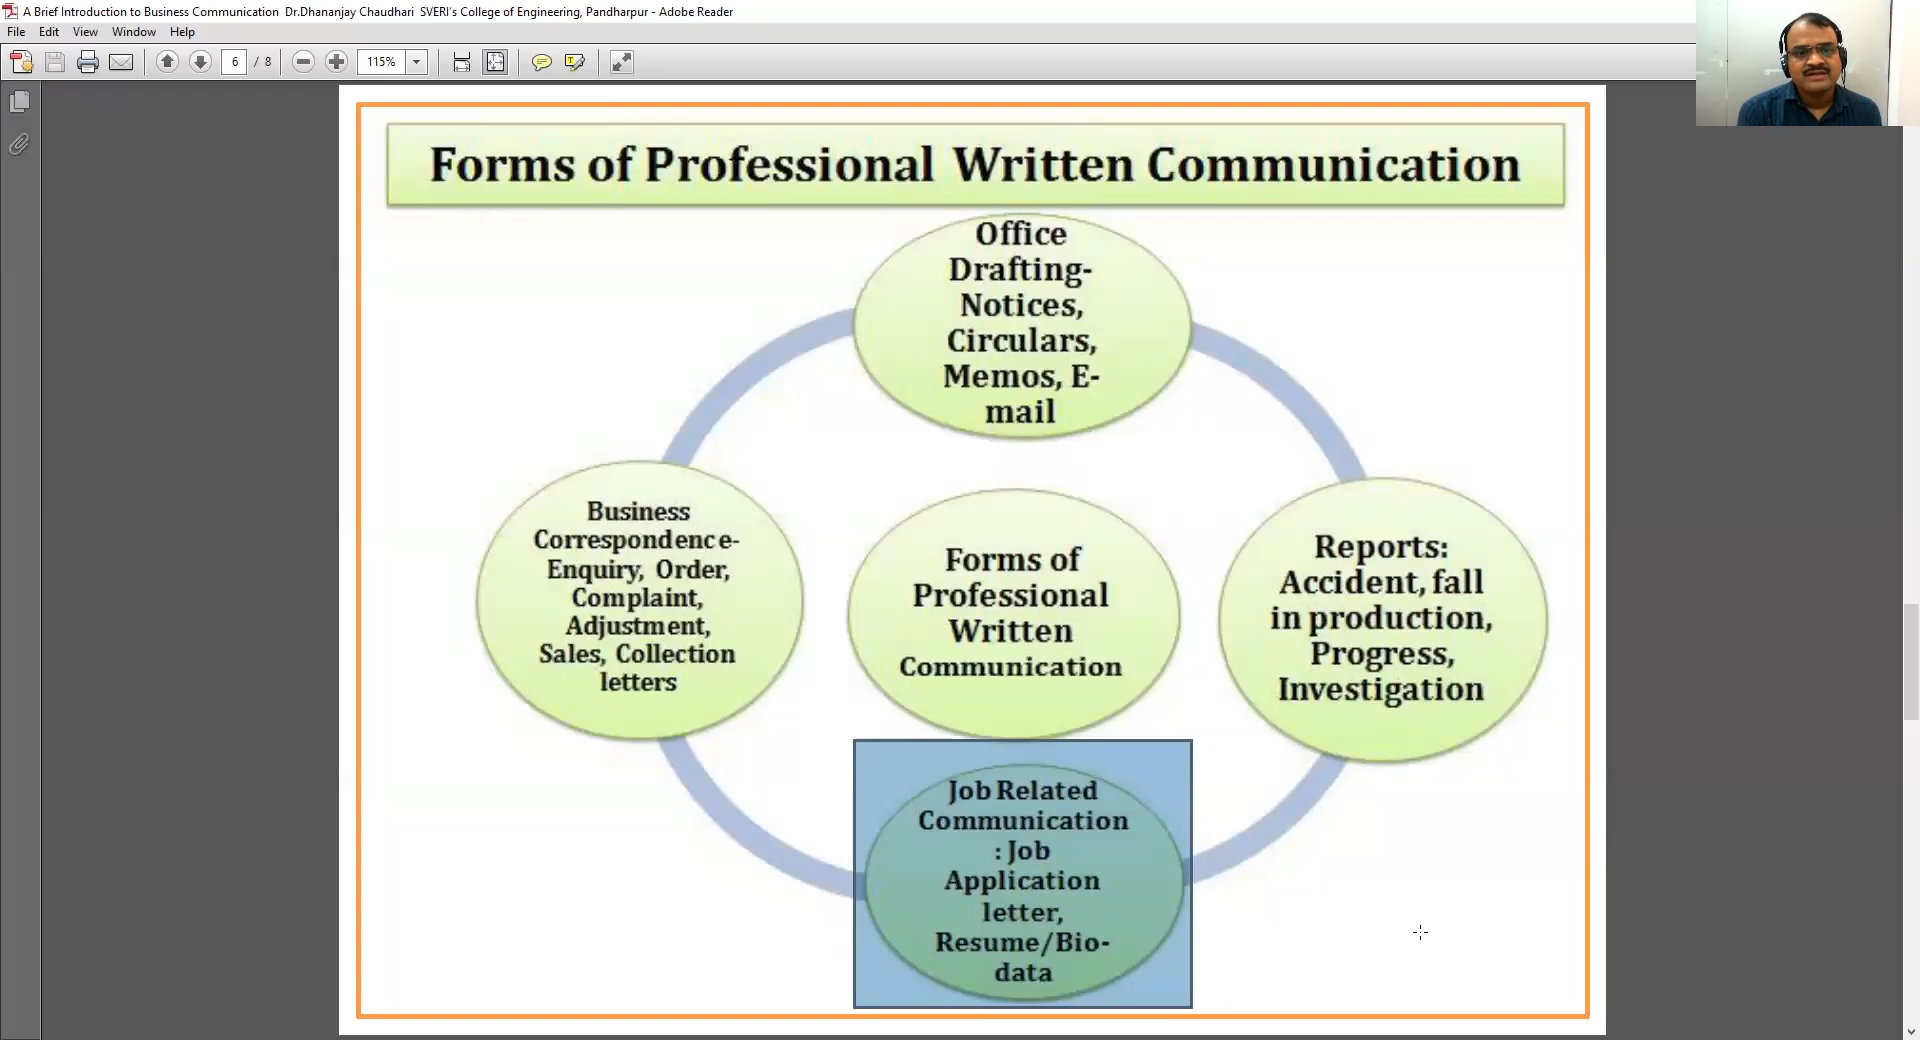 A Brief Introduction to Business Communication Dr.Dhananjay Chaudhari SVERI's College of Engineering, Pandharpur - Adobe Reader
File Edit View Window Help
6 / 8 115%
Forms of Professional Written Communication
Office
Drafting-
Notices,
Circulars,
Memos, E-
mail
Business
Correspondence-
Enquiry, Order,
Complaint,
Adjustment,
Sales, Collection
letters
Forms of
Professional
Written
Communication
Reports:
Accident, fall
in production,
Progress,
Investigation
Job Related
Communication
: Job
Application
letter,
Resume/Bio-
data